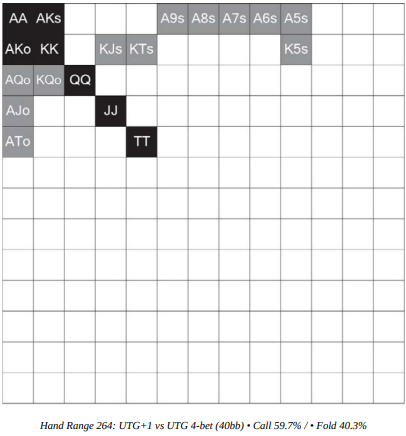 AA AKs A9s A8s A7s A6s A5s
AKo KK KJs KTs K5s
AQo KQo QQ
AJo JJ
ATo TT
Hand Range 264: UTG+1 vs UTG 4-bet (40bb) • Call 59.7% / • Fold 40.3%